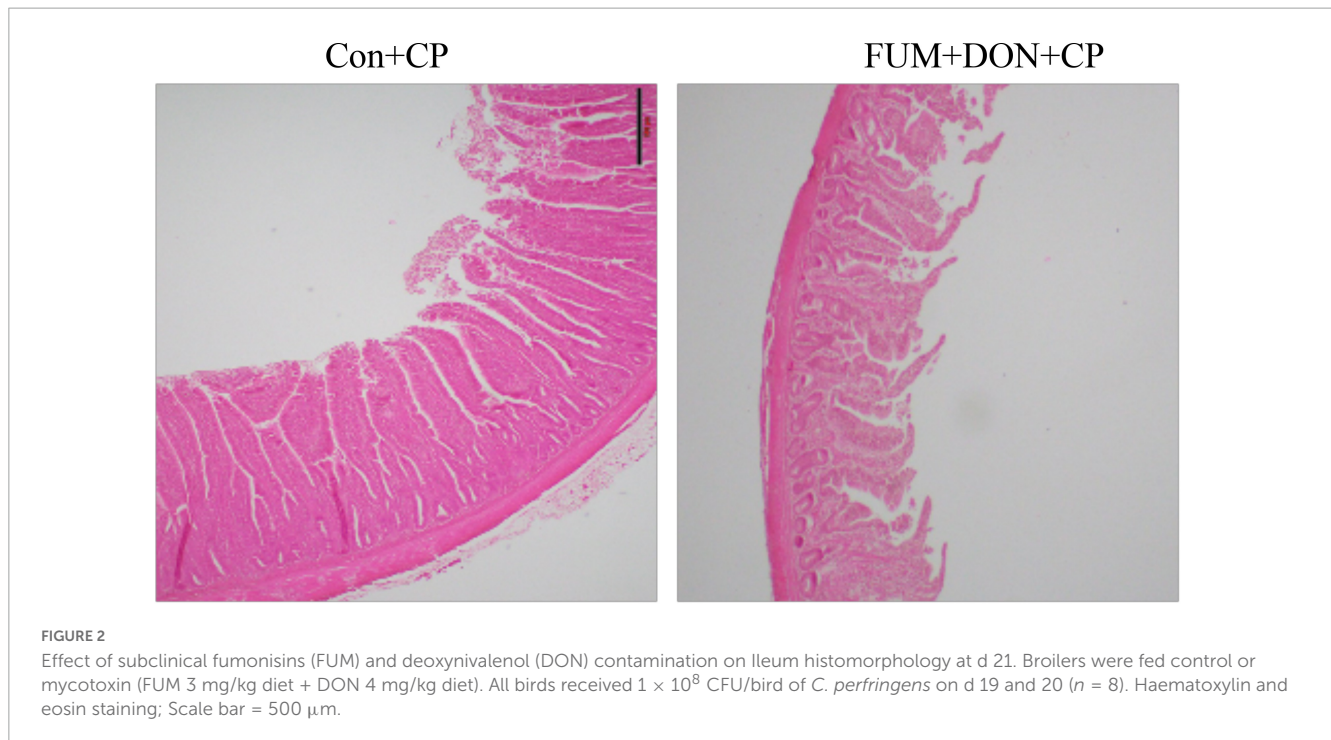 Con+CP
FUM+DON+CP
FIGURE 2
Effect of subclinical fumonisins (FUM) and deoxynivalenol (DON) contamination on Ileum histomorphology at d 21. Broilers were fed control or
mycotoxin (FUM 3 mg/kg diet + DON 4 mg/kg diet). All birds received 1 × 10⁸ CFU/bird of C. perfringens on d 19 and 20 (n = 8). Haematoxylin and
eosin staining; Scale bar = 500 μm.